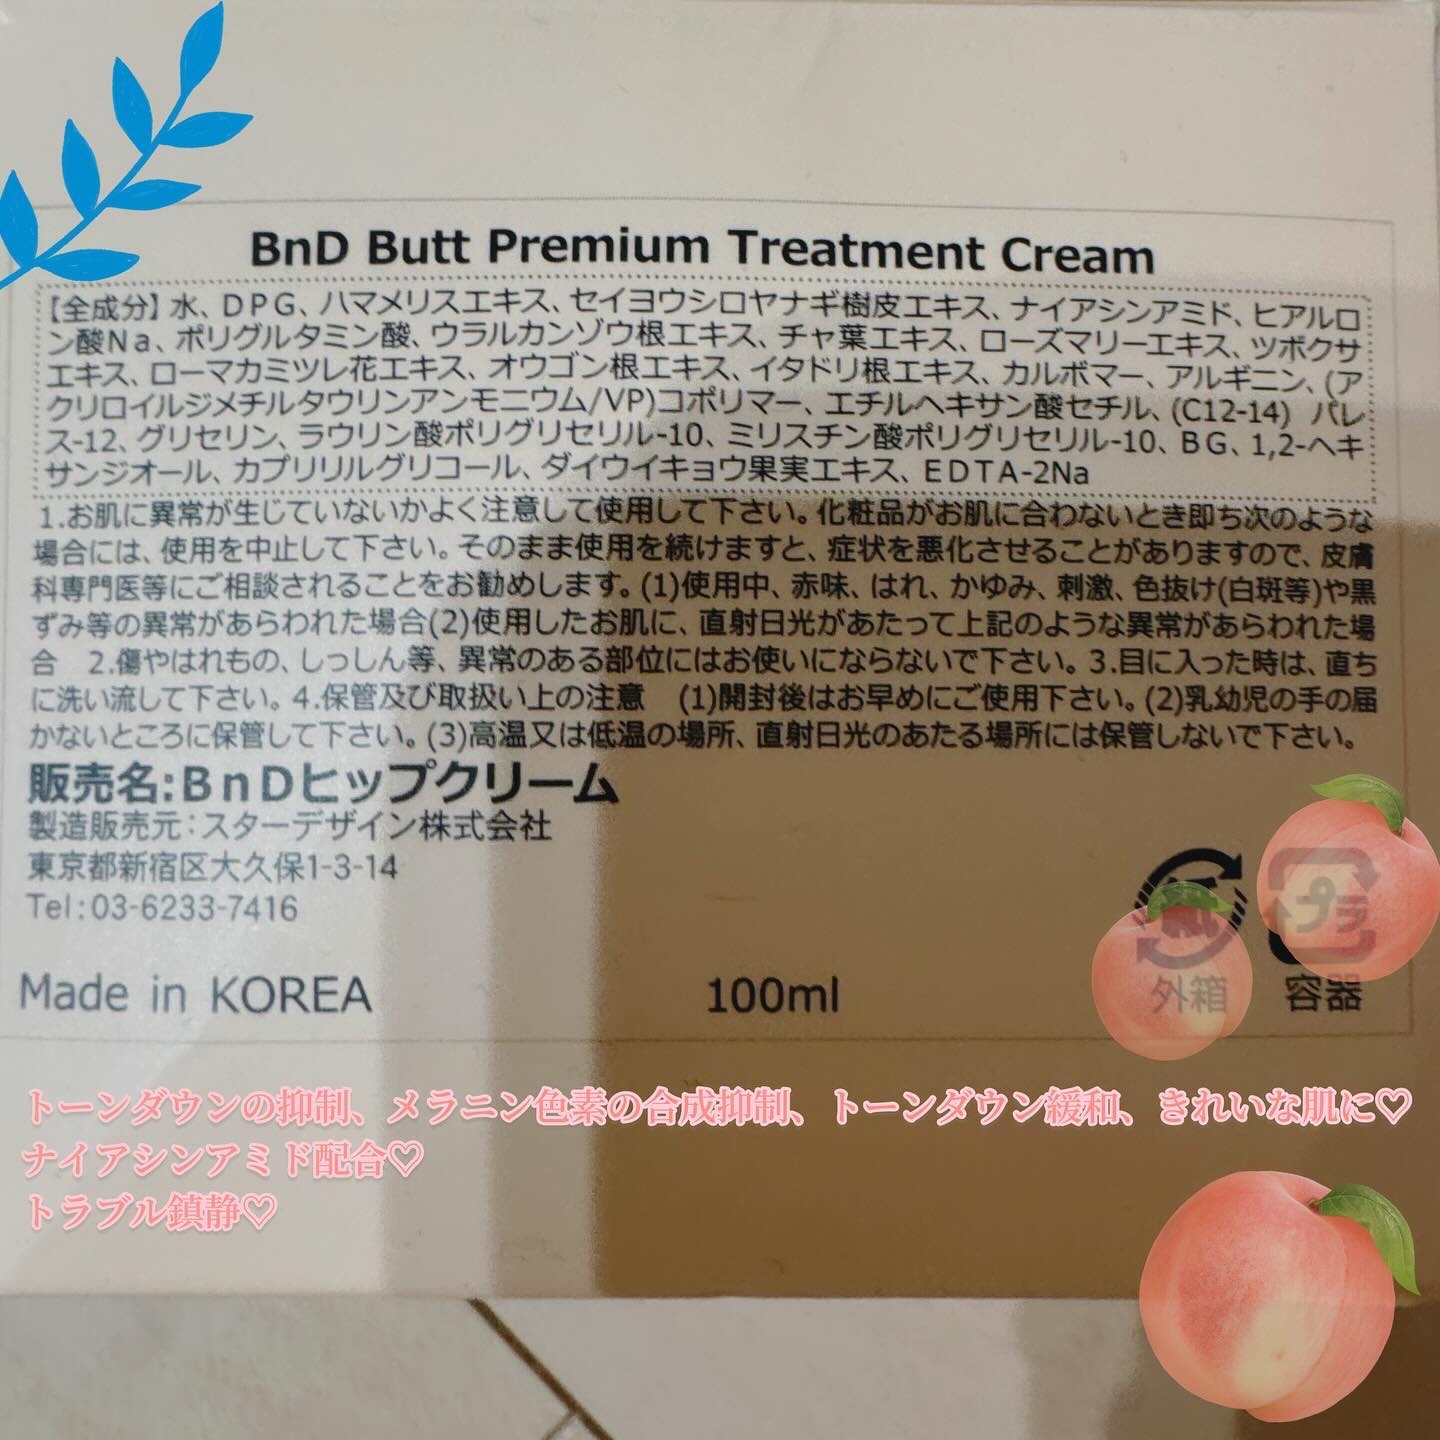 BnD Butt Premium Treatment Cream
【全成分】水、DPG、ハマメリスエキス、セイヨウシロヤナギ樹皮エキス、ナイアシンアミド、ヒアルロ
ン酸Na、ポリグルタミン酸、ウラルカンゾウ根エキス、チャ葉エキス、ローズマリーエキス、ツボクサ
エキス、ローマカミツレ花エキス、オウゴン根エキス、イタドリ根エキス、カルボマー、アルギニン、(ア
クリロイルジメチルタウリンアンモニウム/VP)コポリマー、エチルヘキサン酸セチル、(C12-14) パレ
ス-12、グリセリン、ラウリン酸ポリグリセリル-10、ミリスチン酸ポリグリセリル-10、BG、1,2-ヘキ
サンジオール、カプリリルグリコール、ダイウイキョウ果実エキス、EDTA-2Na
1.お肌に異常が生じていないかよく注意して使用して下さい。化粧品がお肌に合わないとき即ち次のような
場合には、使用を中止して下さい。そのまま使用を続けますと、症状を悪化させることがありますので、皮膚
科専門医等にご相談されることをお勧めします。(1)使用中、赤味、はれ、かゆみ、刺激、色抜け(白斑等)や黒
ずみ等の異常があらわれた場合(2)使用したお肌に、直射日光があたって上記のような異常があらわれた場
合 2.傷やはれもの、しっしん等、異常のある部位にはお使いにならないで下さい。3.目に入った時は、直ち
に洗い流して下さい。4.保管及び取扱い上の注意 (1)開封後はお早めにご使用下さい。(2)乳幼児の手の届
かないところに保管して下さい。(3)高温又は低温の場所、直射日光のあたる場所には保管しないで下さい。
販売名:BnDヒップクリーム
製造販売元:スターデザイン株式会社
東京都新宿区大久保1-3-14
Tel:03-6233-7416
紙 プラ
外箱 容器
Made in KOREA 100ml
トーンダウンの抑制、メラニン色素の合成抑制、トーンダウン緩和、きれいな肌に♡
ナイアシンアミド配合♡
トラブル鎮静♡